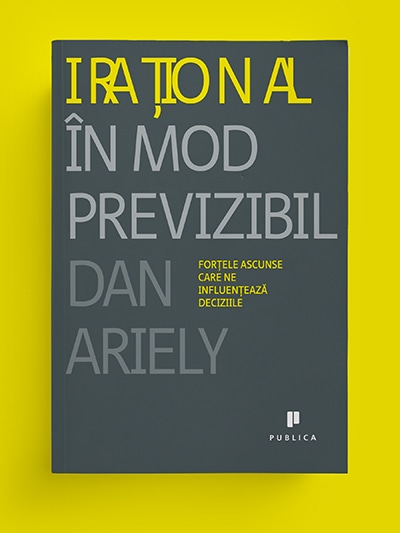 IRAȚIONAL
ÎN MOD
PREVIZIBIL
DAN
ARIELY
FORȚELE ASCUNSE
CARE NE
INFLUENȚEAZĂ
DECIZIILE
PUBLICA